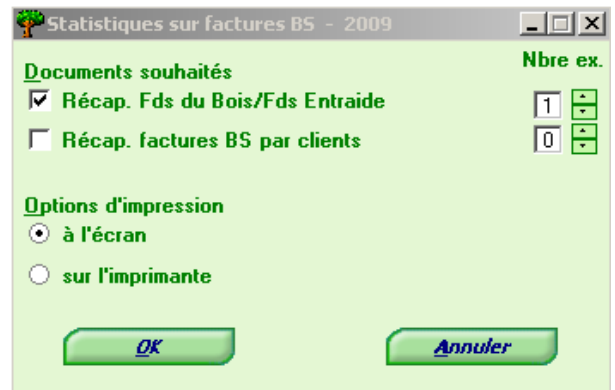 Statistiques sur factures BS - 2009
Documents souhaités
Nbre ex.
Récap. Fds du Bois/Fds Entraide
1
Récap. factures BS par clients
0
Options d'impression
à l'écran
sur l'imprimante
OK
Annuler